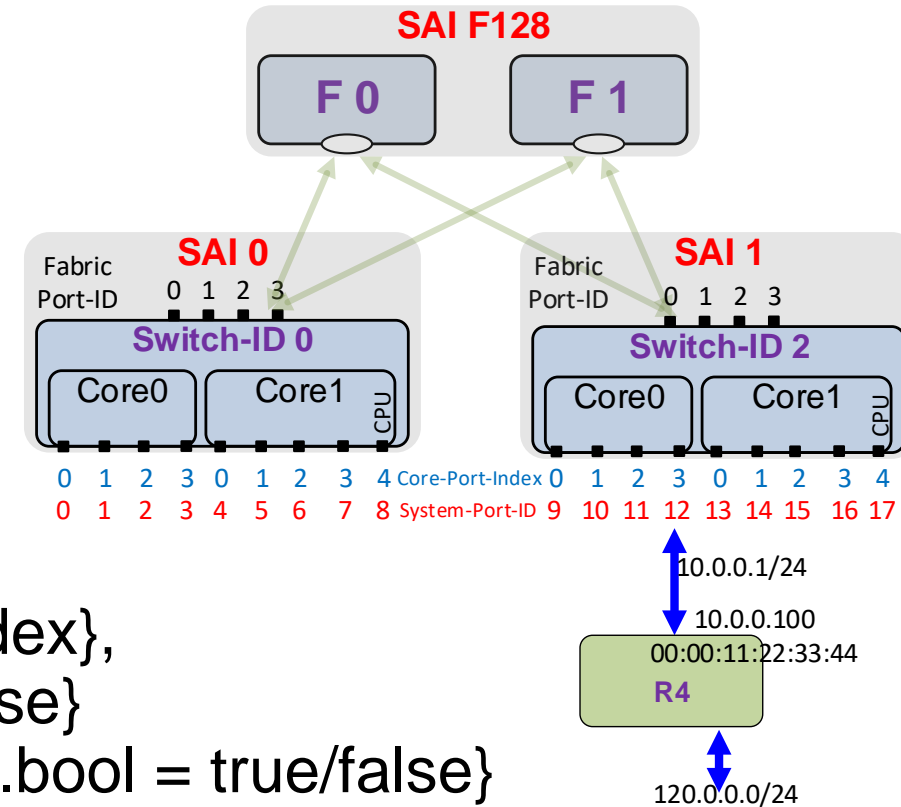 SAI F128
F 0 F 1
SAI 0 SAI 1
Fabric Port-ID 0 1 2 3
Fabric Port-ID 0 1 2 3
Switch-ID 0 Switch-ID 2
Core0 Core1 CPU Core0 Core1 CPU
0 1 2 3 0 1 2 3 4 Core-Port-Index 0 1 2 3 0 1 2 3 4
0 1 2 3 4 5 6 7 8 System-Port-ID 9 10 11 12 13 14 15 16 17
10.0.0.1/24
10.0.0.100
00:00:11:22:33:44
R4
120.0.0.0/24
dex},
se}
.bool = true/false}